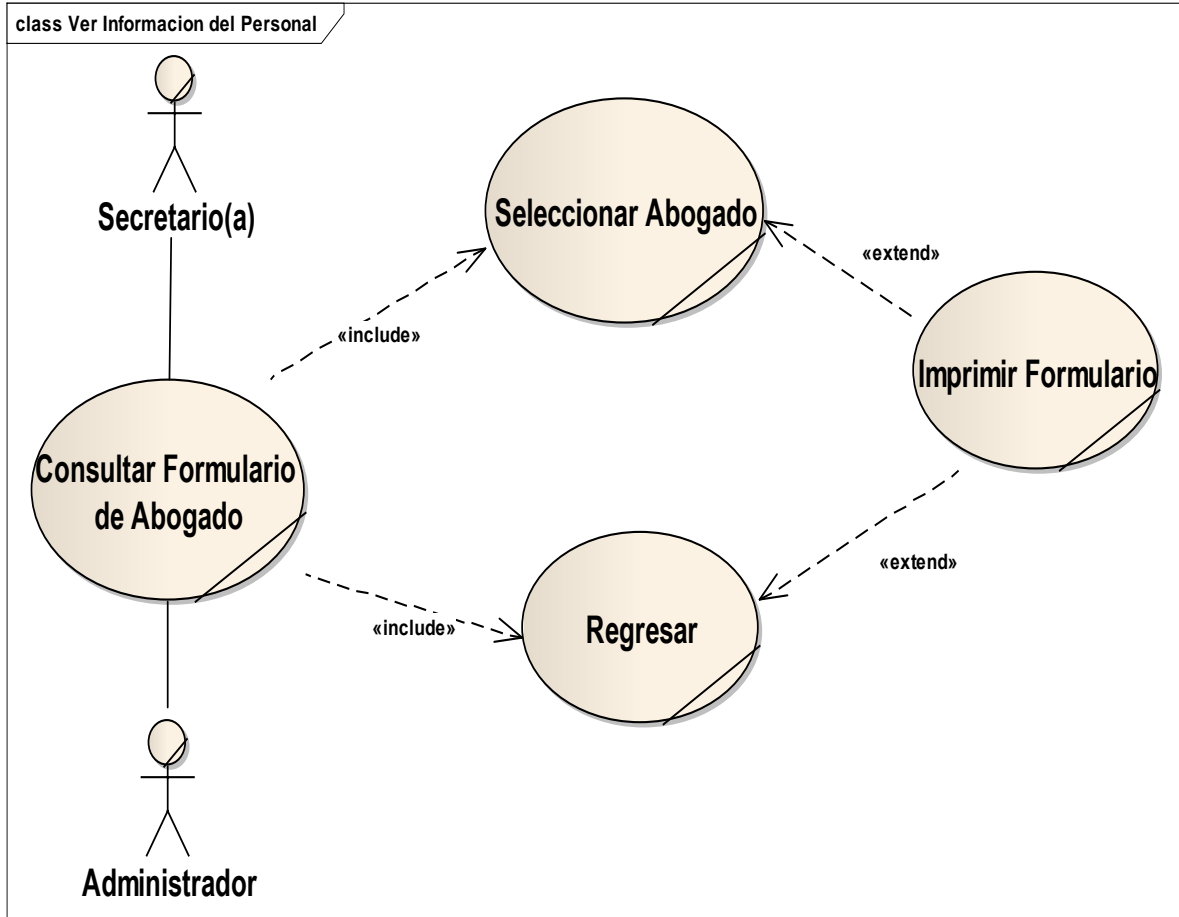 class Ver Informacion del Personal
Secretario(a)
Seleccionar Abogado
«extend»
«include»
Imprimir Formulario
Consultar Formulario
de Abogado
«extend»
«include»
Regresar
Administrador